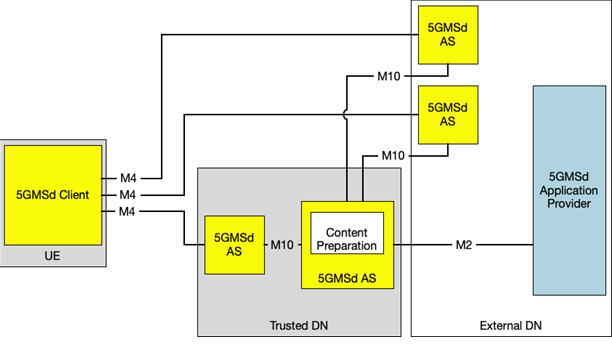 5GMSd
AS
M10
5GMSd
AS
M10
M4
M4
M4
5GMSd Client
UE
5GMSd
AS
M10
Content
Preparation
5GMSd AS
M2
5GMSd
Application
Provider
Trusted DN
External DN